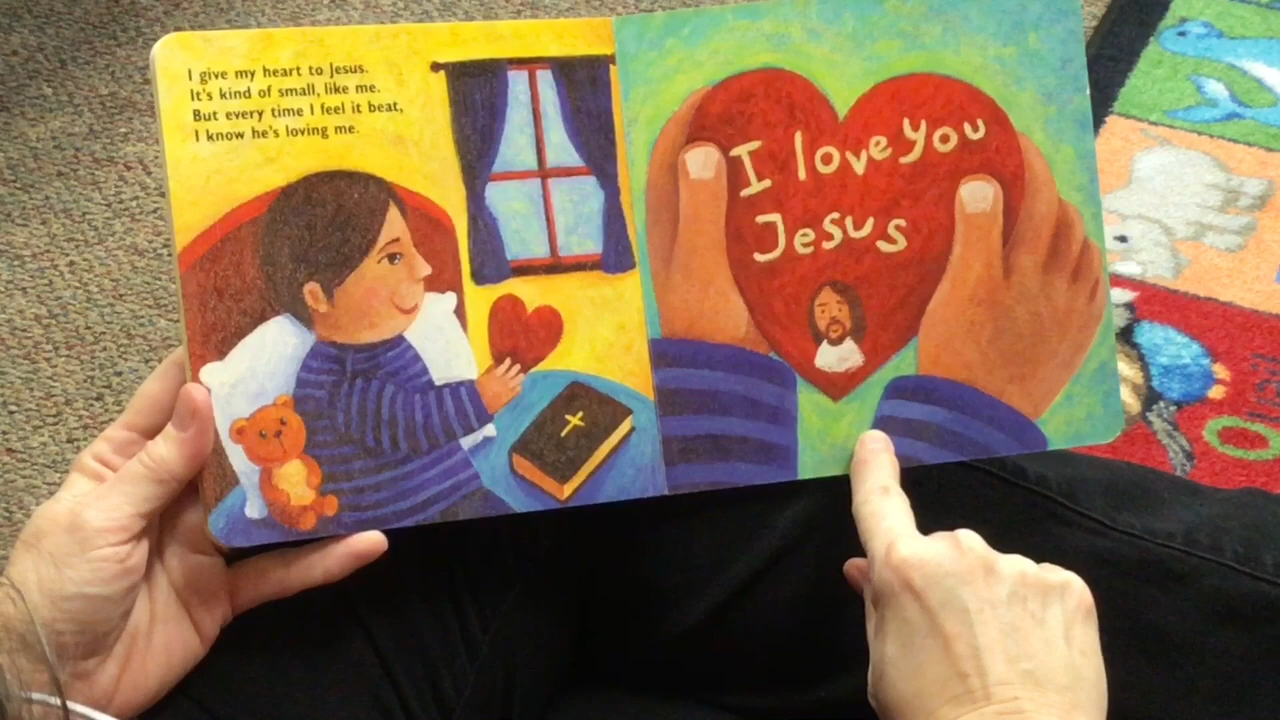 I give my heart to Jesus.
It's kind of small, like me.
But every time I feel it beat,
I know he's loving me.
I love you
Jesus